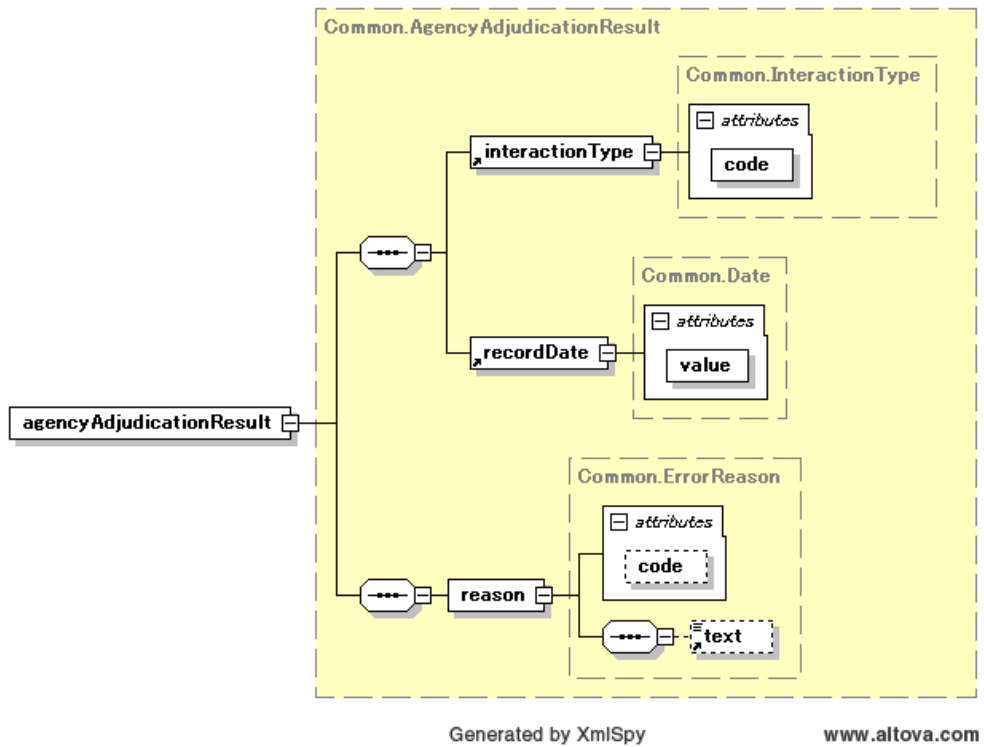 Common.AgencyAdjudicationResult
Common.InteractionType
attributes
interactionType
code
Common.Date
attributes
recordDate
value
agencyAdjudicationResult
Common.ErrorReason
attributes
code
reason
text
Generated by XmlSpy
www.altova.com